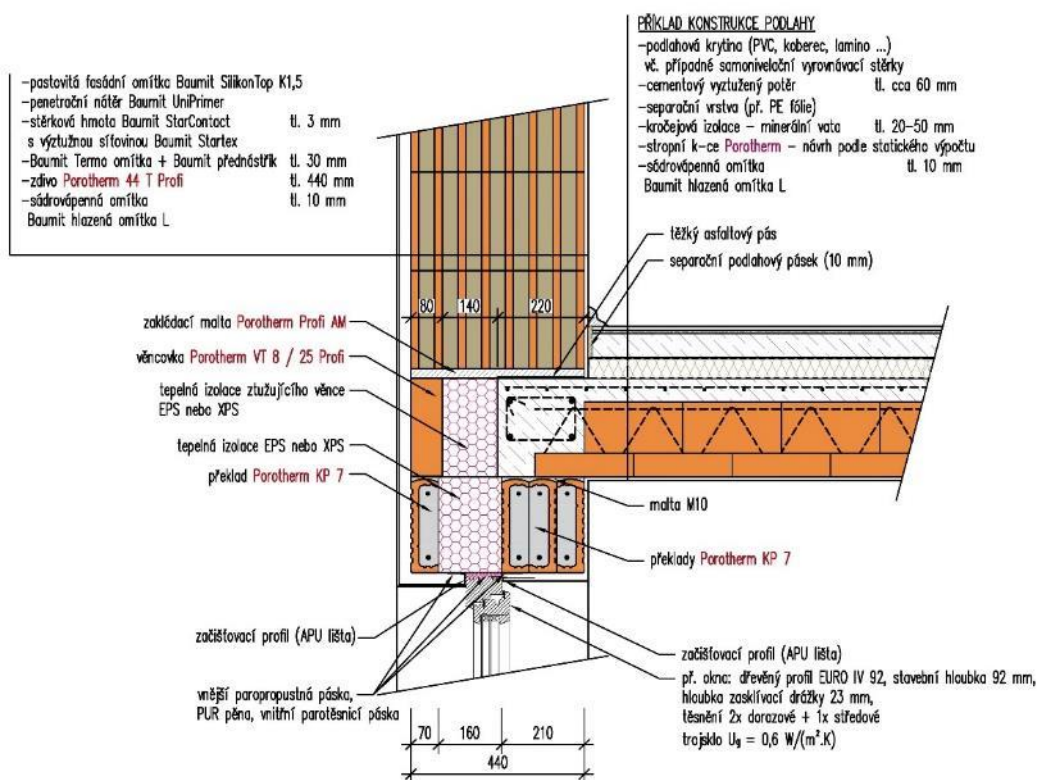 PŘÍKLAD KONSTRUKCE PODLAHY
-podlahová krytina (PVC, koberec, lamino ...)
vč. případné samonivelační vyrovnávací stěrky
-cementový vyztužený potěr tl. cca 60 mm
-separační vrstva (př. PE fólie)
-kročejová izolace - minerální vata tl. 20-50 mm
-stropní k-ce Porotherm - návrh podle statického výpočtu
-sádrovápenná omítka tl. 10 mm
Baumit hlazená omítka L
-pastovitá fasádní omítka Baumit SilikonTop K1,5
-penetrační nátěr Baumit UniPrimer
-stěrková hmota Baumit StarContact tl. 3 mm
s výztužnou síťovinou Baumit Startex
-Baumit Termo omítka + Baumit přednástřik tl. 30 mm
-zdivo Porotherm 44 T Profi tl. 440 mm
-sádrovápenná omítka tl. 10 mm
Baumit hlazená omítka L
těžký asfaltový pás
separační podlahový pásek (10 mm)
80 140 220
zakládací malta Porotherm Profi AM
věncovka Porotherm VT 8 / 25 Profi
tepelná izolace ztužujícího věnce
EPS nebo XPS
tepelná izolace EPS nebo XPS
překlad Porotherm KP 7
malta M10
překlady Porotherm KP 7
začišťovací profil (APU lišta)
vnější paropropustná páska,
PUR pěna, vnitřní parotěsnicí páska
začišťovací profil (APU lišta)
př. okna: dřevěný profil EURO IV 92, stavební hloubka 92 mm,
hloubka zasklívací drážky 23 mm,
těsnění 2x dorazové + 1x středové
trojsklo Ug = 0,6 W/(m².K)
70 160 210
440